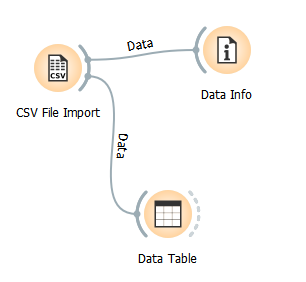 Data
CSV
CSV File Import
Data Info
Data
Data Table